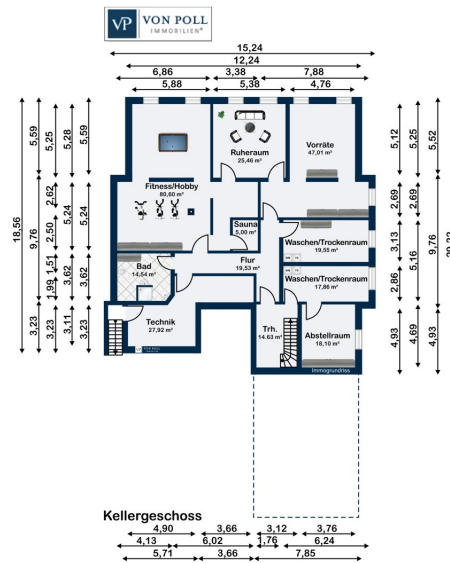 VP VON POLL
IMMOBILIEN®
15,24
12,24
6,86 3,38 7,88
5,88 5,38 4,76
18,56
5,59 9,76 3,23
5,25 2,62 2,50 1,51 1,99 3,23
5,28 5,24 3,62 3,11
5,59 5,24 3,62 3,23
Ruheraum
25,46 m²
Vorräte
47,01 m²
Fitness/Hobby
80,60 m²
Sauna
5,00 m²
Waschen/Trockenraum
19,55 m²
Bad
14,54 m²
Flur
19,53 m²
Waschen/Trockenraum
17,86 m²
Technik
27,92 m²
Trh.
14.63 m²
Abstellraum
18,10 m²
VP VON POLL
Immogrundriss
5,12 2,69 3,13 2,86 4,93
5,25 2,69 5,16 4,69
5,52 9,76 4,93
Kellergeschoss
4,90 3,66 3,12 3,76
4,13 6,02 1,76 6,24
5,71 3,66 7,85